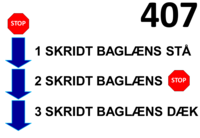 407
STOP
1 SKRIDT BAGLÆNS STÅ
2 SKRIDT BAGLÆNS STOP
3 SKRIDT BAGLÆNS DÆK